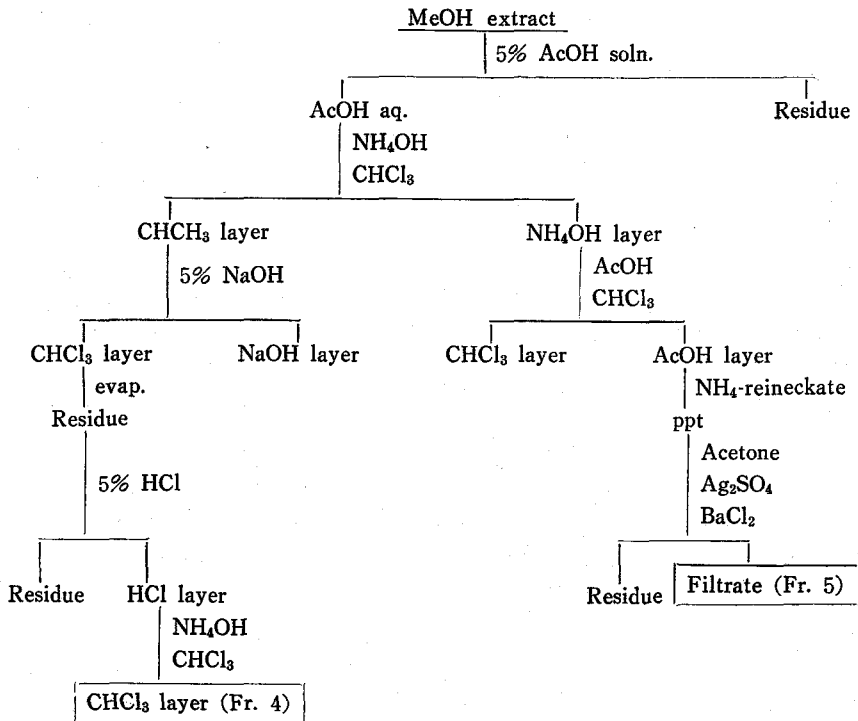 MeOH extract
5% AcOH soln.
AcOH aq.
Residue
NH₄OH
CHCl₃
CHCH₃ layer
NH₄OH layer
5% NaOH
AcOH
CHCl₃
CHCl₃ layer
NaOH layer
CHCl₃ layer
AcOH layer
evap.
NH₄-reineckate
Residue
ppt
Acetone
5% HCl
Ag₂SO₄
BaCl₂
Residue
HCl layer
Residue
Filtrate (Fr. 5)
NH₄OH
CHCl₃
CHCl₃ layer (Fr. 4)